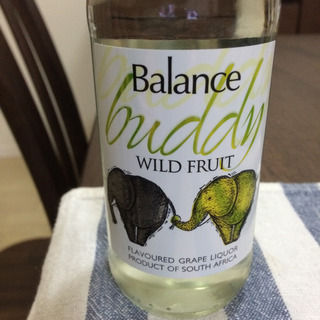 Balance
buddy
WILD FRUIT
FLAVOURED GRAPE LIQUOR
PRODUCT OF SOUTH AFRICA